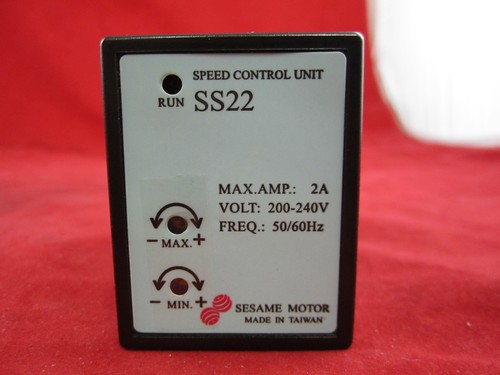 SPEED CONTROL UNIT
RUN SS22
MAX.AMP.: 2A
VOLT: 200-240V
FREQ.: 50/60Hz
- MAX. +
- MIN. +
SESAME MOTOR
MADE IN TAIWAN